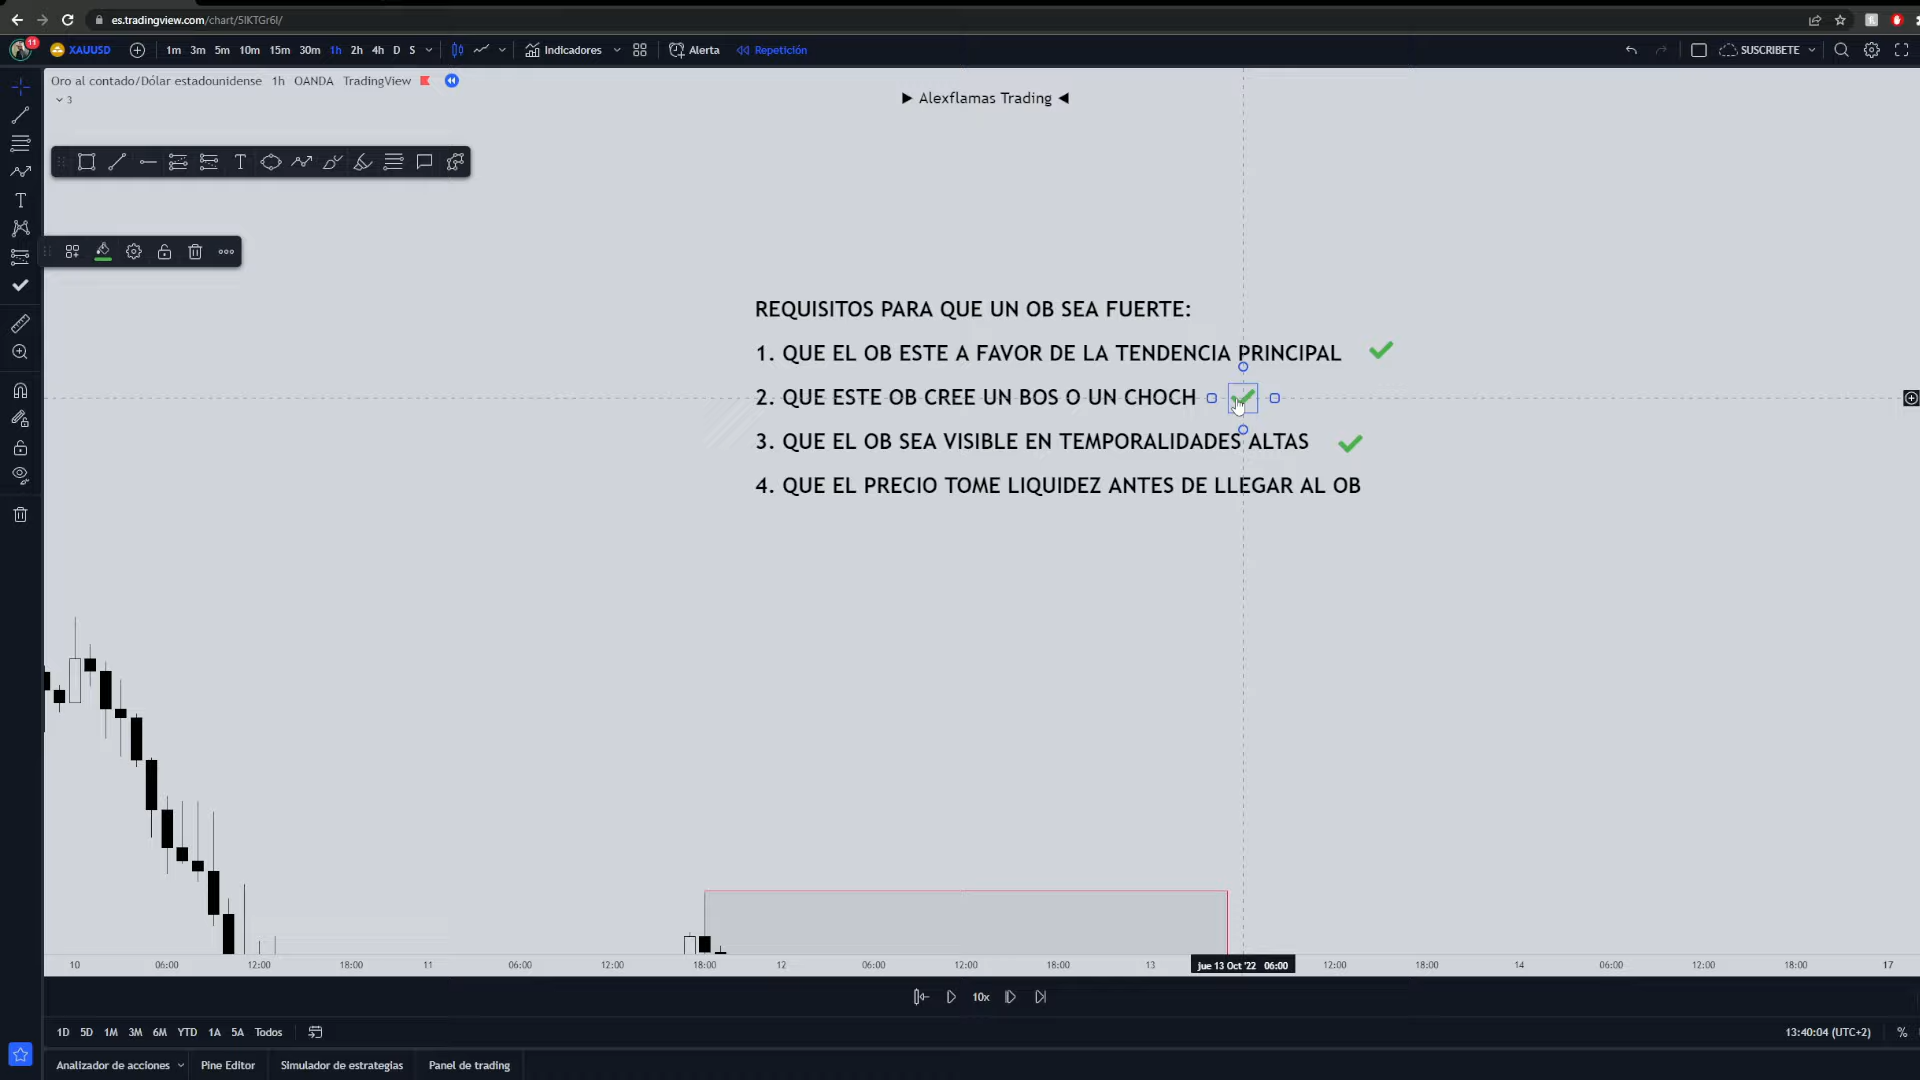 es.tradingview.com/chart/5IKTGr6I/
11
XAUUSD 1m 3m 5m 10m 15m 30m 1h 2h 4h D S Indicadores Alerta Repetición SUSCRIBETE
Oro al contado/Dólar estadounidense 1h OANDA TradingView
3
▶ Alexflamas Trading ◀
REQUISITOS PARA QUE UN OB SEA FUERTE:
1. QUE EL OB ESTE A FAVOR DE LA TENDENCIA PRINCIPAL
2. QUE ESTE OB CREE UN BOS O UN CHOCH
3. QUE EL OB SEA VISIBLE EN TEMPORALIDADES ALTAS
4. QUE EL PRECIO TOME LIQUIDEZ ANTES DE LLEGAR AL OB
10 06:00 12:00 18:00 11 06:00 12:00 18:00 12 06:00 12:00 18:00 13 jue 13 Oct '22 06:00 12:00 18:00 14 06:00 12:00 18:00 17
10x
1D 5D 1M 3M 6M YTD 1A 5A Todos 13:40:04 (UTC+2) %
Analizador de acciones Pine Editor Simulador de estrategias Panel de trading